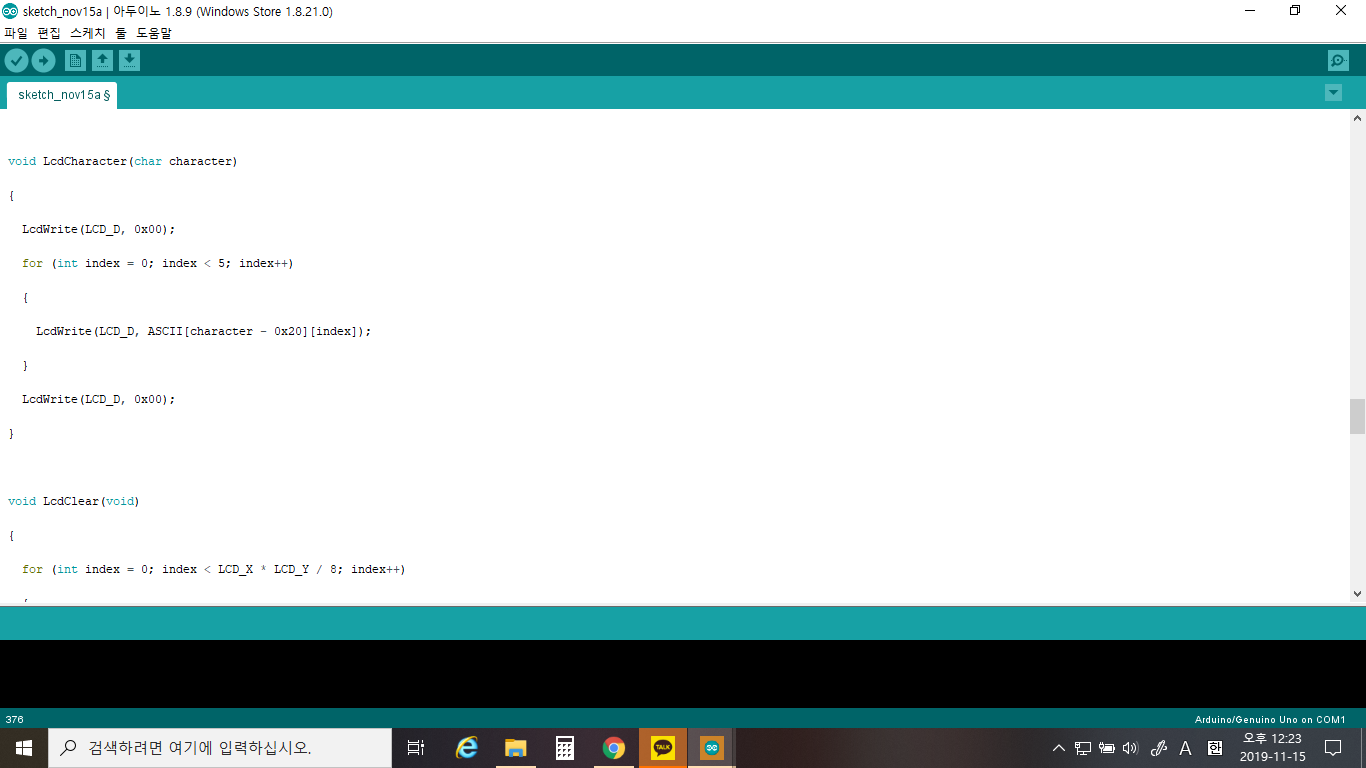 sketch_nov15a | 아두이노 1.8.9 (Windows Store 1.8.21.0)
파일 편집 스케치 툴 도움말
sketch_nov15a §
void LcdCharacter(char character)
{
LcdWrite(LCD_D, 0x00);
for (int index = 0; index < 5; index++)
{
LcdWrite(LCD_D, ASCII[character - 0x20][index]);
}
LcdWrite(LCD_D, 0x00);
}
void LcdClear(void)
{
for (int index = 0; index < LCD_X * LCD_Y / 8; index++)
{
376
Arduino/Genuino Uno on COM1
검색하려면 여기에 입력하십시오.
TALK
A
한
오후 12:23
2019-11-15